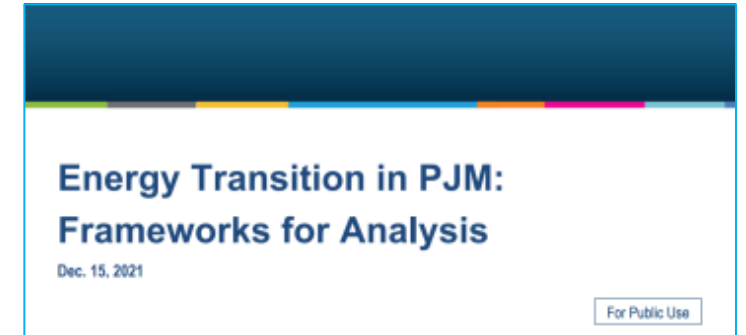 Energy Transition in PJM:
Frameworks for Analysis
Dec. 15, 2021
For Public Use